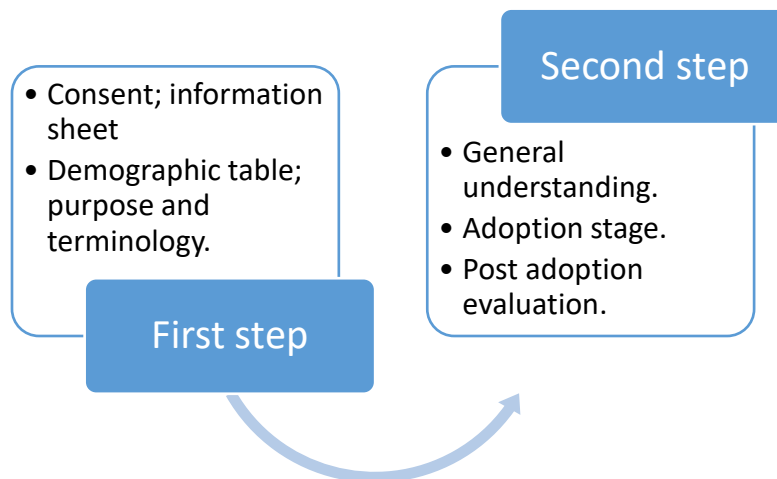 • Consent; information
sheet
• Demographic table;
purpose and
terminology.
First step
Second step
• General
understanding.
• Adoption stage.
• Post adoption
evaluation.